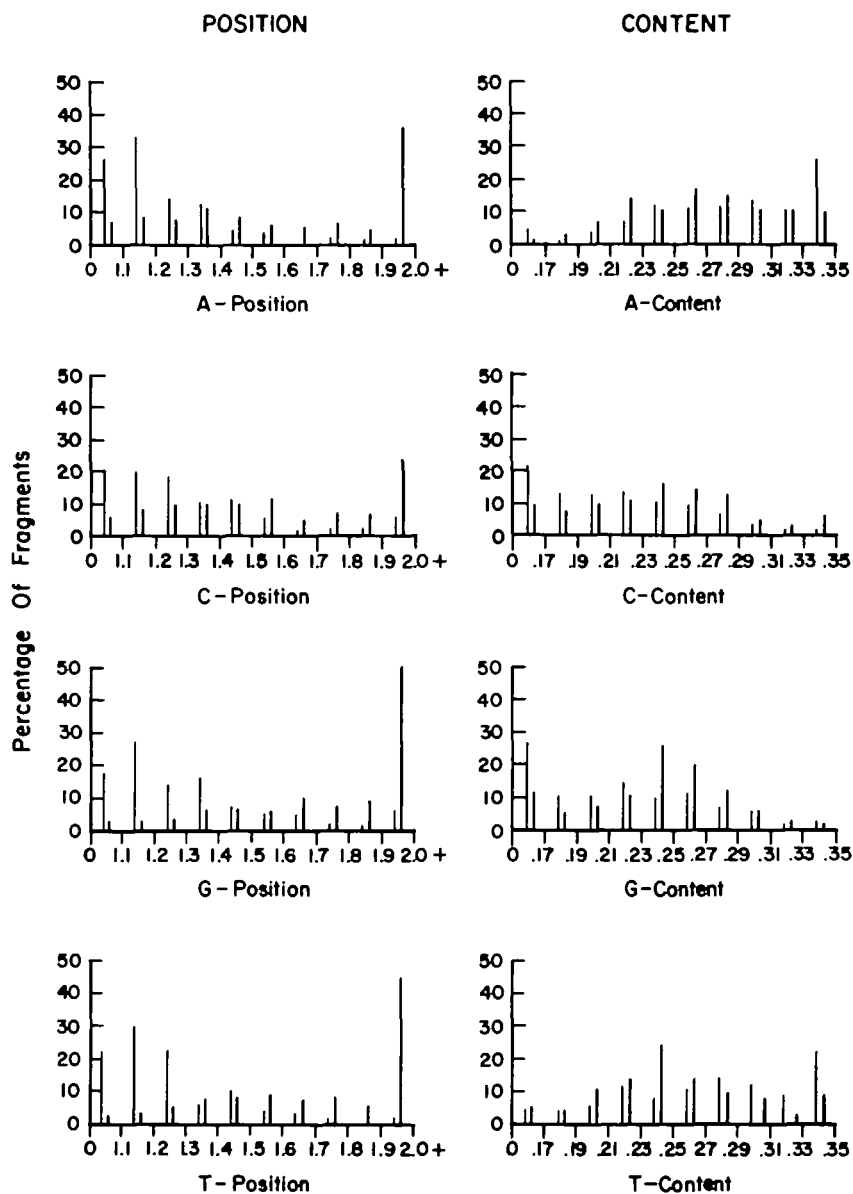 POSITION CONTENT
50 50
40 40
30 30
20 20
10 10
0 0
0 1.1 1.2 1.3 1.4 1.5 1.6 1.7 1.8 1.9 2.0 + 0 .17 .19 .21 .23 .25 .27 .29 .31 .33 .35
A-Position A-Content
50 50
40 40
30 30
20 20
10 10
0 0
0 1.1 1.2 1.3 1.4 1.5 1.6 1.7 1.8 1.9 2.0 + 0 .17 .19 .21 .23 .25 .27 .29 .31 .33 .35
C-Position C-Content
Percentage Of Fragments
50 50
40 40
30 30
20 20
10 10
0 0
0 1.1 1.2 1.3 1.4 1.5 1.6 1.7 1.8 1.9 2.0 + 0 .17 .19 .21 .23 .25 .27 .29 .31 .33 .35
G-Position G-Content
50 50
40 40
30 30
20 20
10 10
0 0
0 1.1 1.2 1.3 1.4 1.5 1.6 1.7 1.8 1.9 2.0 + 0 .17 .19 .21 .23 .25 .27 .29 .31 .33 .35
T-Position T-Content